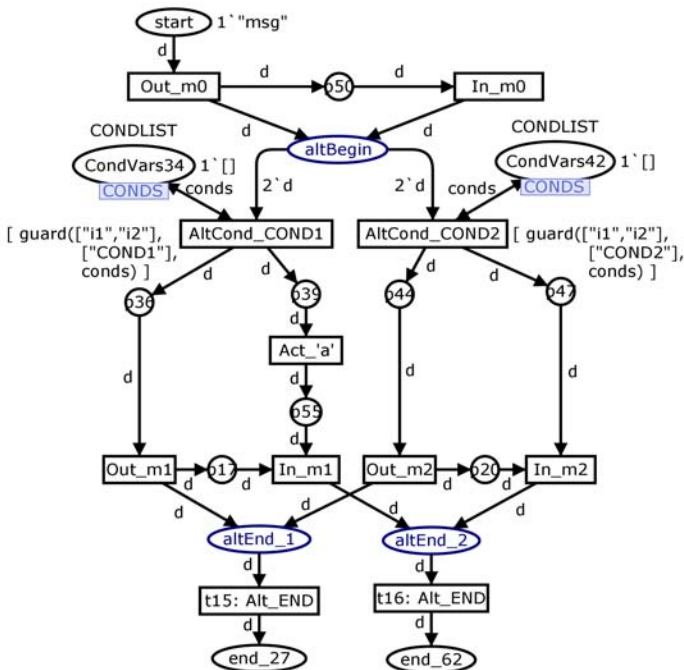 start 1`"msg"
d
d d
Out_m0 p50 In_m0
d d
CONDLIST CONDLIST
altBegin
CondVars34 1`[] CondVars42 1`[]
CONDS conds 2`d 2`d conds CONDS
AltCond_COND1 AltCond_COND2
[ guard(["i1","i2"], [ guard(["i1","i2"],
["COND1"], ["COND2"],
conds) ] conds) ]
d d d d
p36 p39 p44 p47
d
Act_'a'
d d d d
p55
d
Out_m1 p17 In_m1 Out_m2 p20 In_m2
d d d d
d d d d
altEnd_1 altEnd_2
d d
t15: Alt_END t16: Alt_END
d d
end_27 end_62